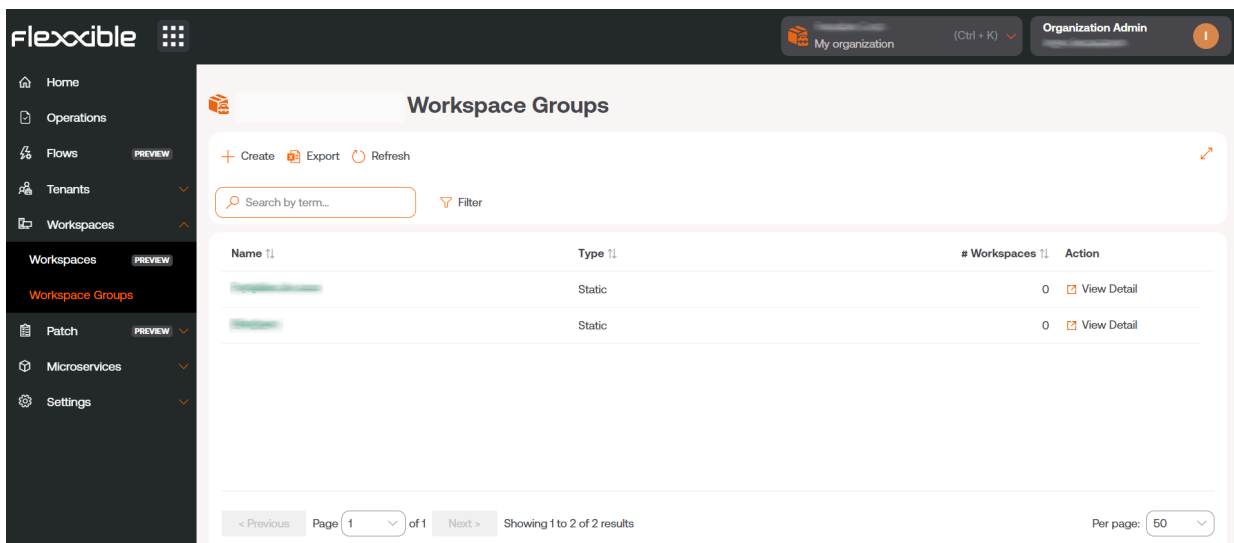 flexxible
My organization
(Ctrl + K)
Organization Admin
I
Home
Operations
Flows PREVIEW
Tenants
Workspaces
Workspaces PREVIEW
Workspace Groups
Patch PREVIEW
Microservices
Settings
Workspace Groups
Create Export Refresh
Search by term... Filter
Name Type # Workspaces Action
Static 0 View Detail
Static 0 View Detail
< Previous Page 1 of 1 Next > Showing 1 to 2 of 2 results Per page: 50